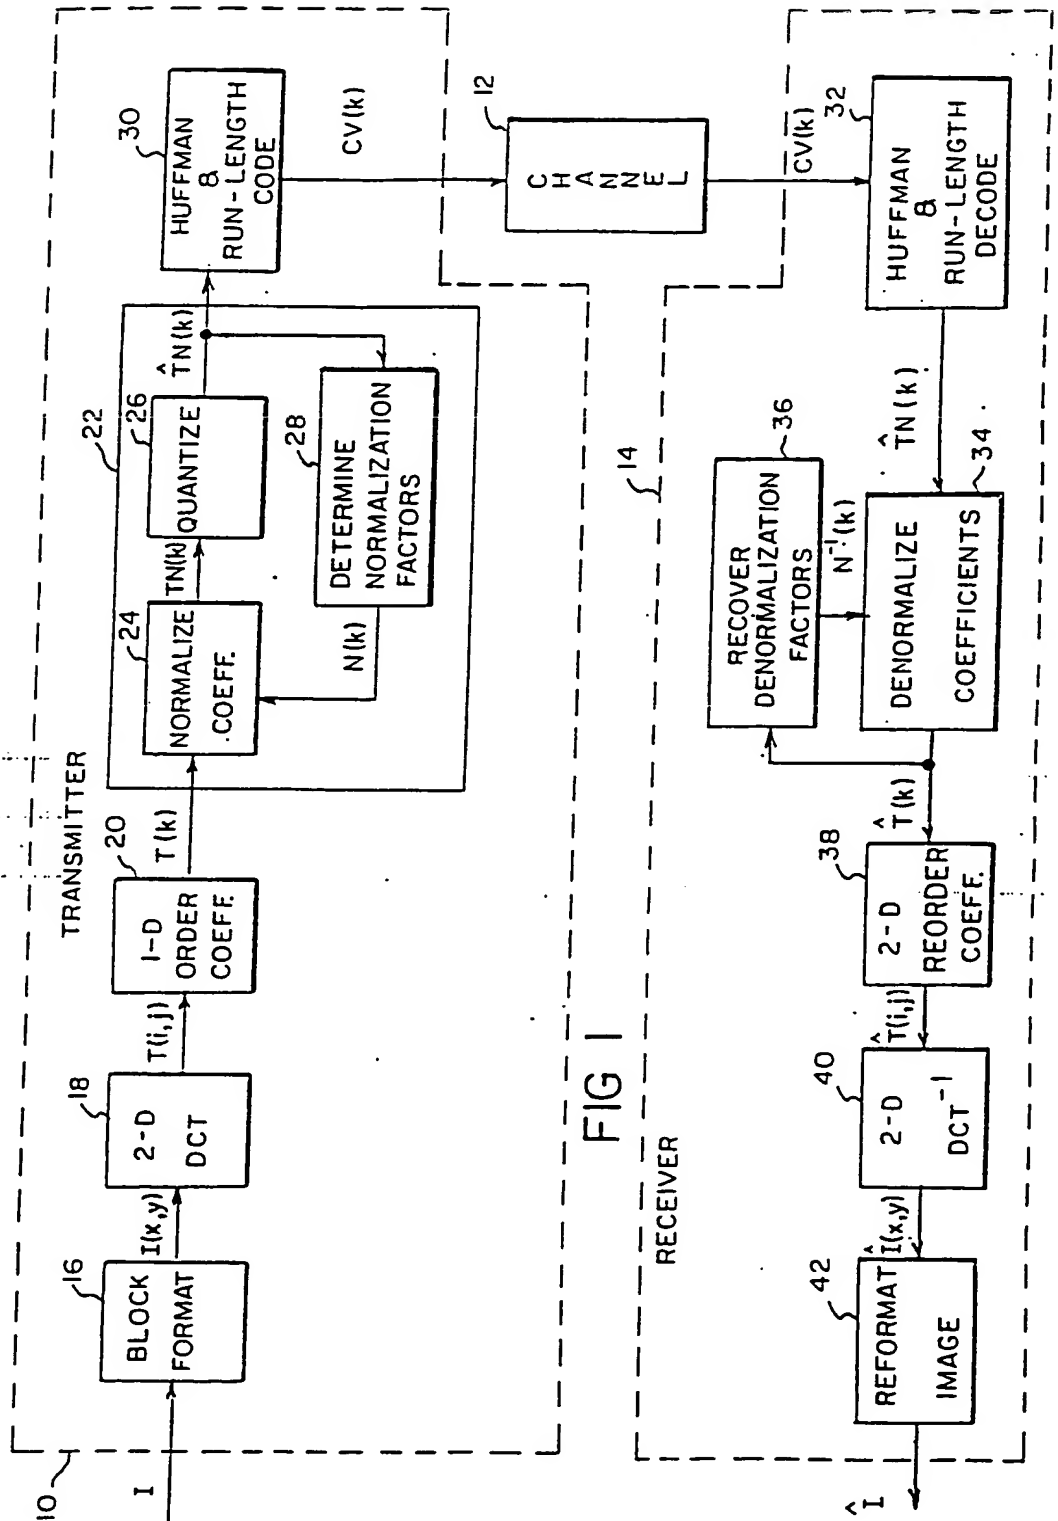 TRANSMITTER
10
I
16
BLOCK
FORMAT
I(x,y)
18
2-D
DCT
T(i,j)
20
1-D
ORDER
COEFF.
T(k)
22
24
NORMALIZE
COEFF.
TN(k)
26
QUANTIZE
T̂N(k)
28
DETERMINE
NORMALIZATION
FACTORS
N(k)
30
HUFFMAN
&
RUN-LENGTH
CODE
CV(k)
12
CHANNEL
FIG 1
RECEIVER
14
CV(k)
32
HUFFMAN
&
RUN-LENGTH
DECODE
T̂N(k)
34
DENORMALIZE
COEFFICIENTS
36
RECOVER
DENORMALIZATION
FACTORS
N⁻¹(k)
T̂(k)
38
2-D
REORDER
COEFF.
T̂(i,j)
40
2-D
DCT⁻¹
Î(x,y)
42
REFORMAT
IMAGE
Î